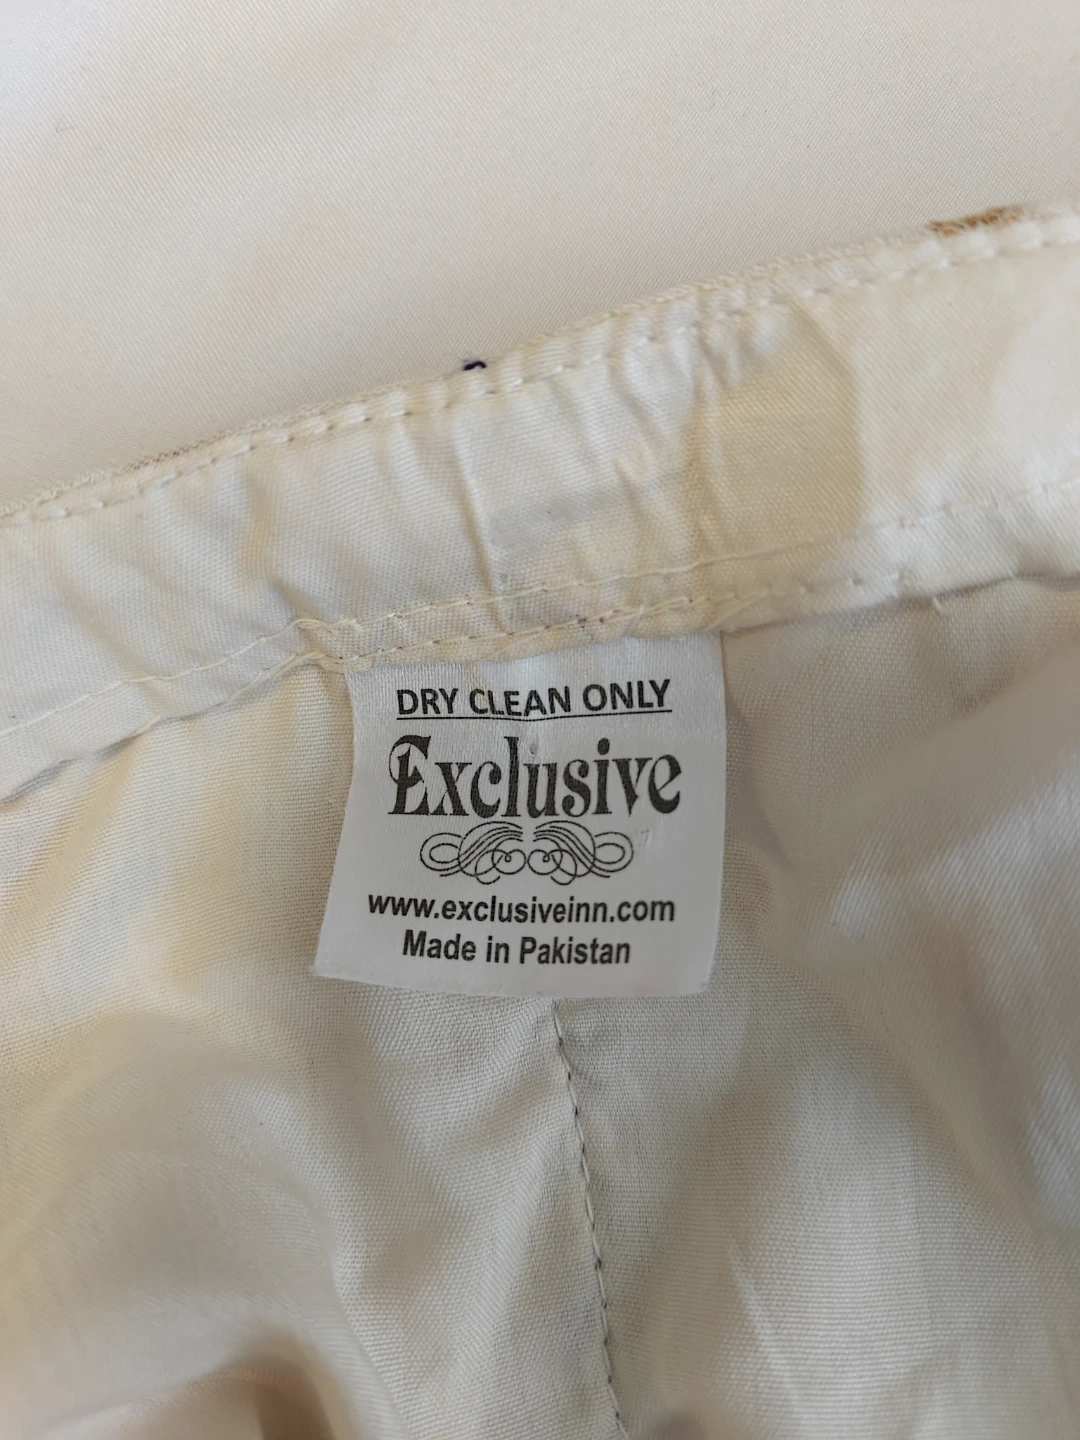 DRY CLEAN ONLY
Exclusive
www.exclusiveinn.com
Made in Pakistan